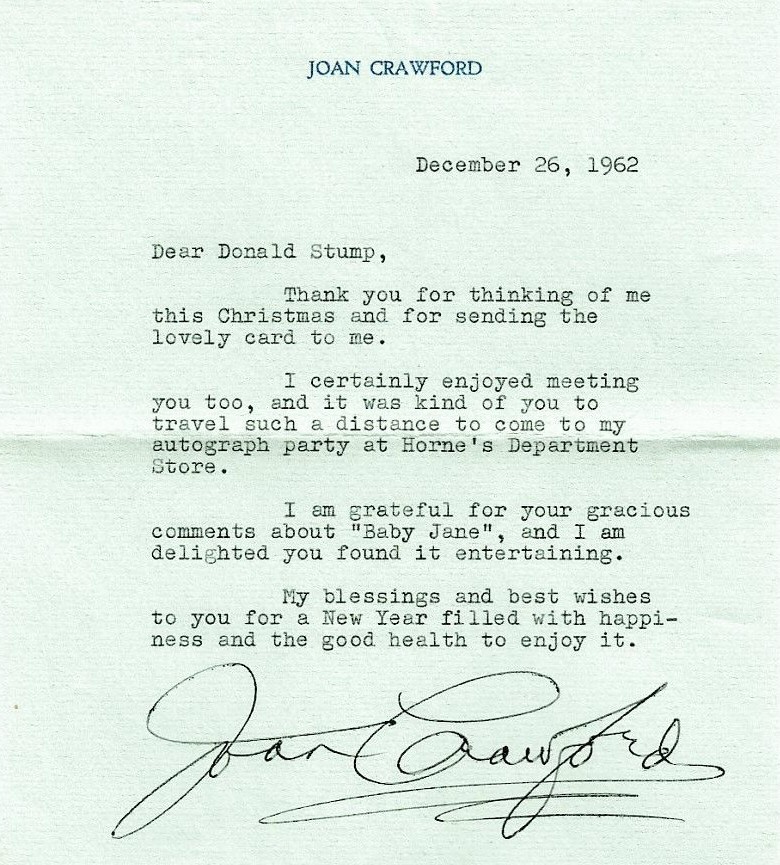 JOAN CRAWFORD
December 26, 1962
Dear Donald Stump,
Thank you for thinking of me
this Christmas and for sending the
lovely card to me.
I certainly enjoyed meeting
you too, and it was kind of you to
travel such a distance to come to my
autograph party at Horne's Department
Store.
I am grateful for your gracious
comments about "Baby Jane", and I am
delighted you found it entertaining.
My blessings and best wishes
to you for a New Year filled with happi-
ness and the good health to enjoy it.
Joan Crawford